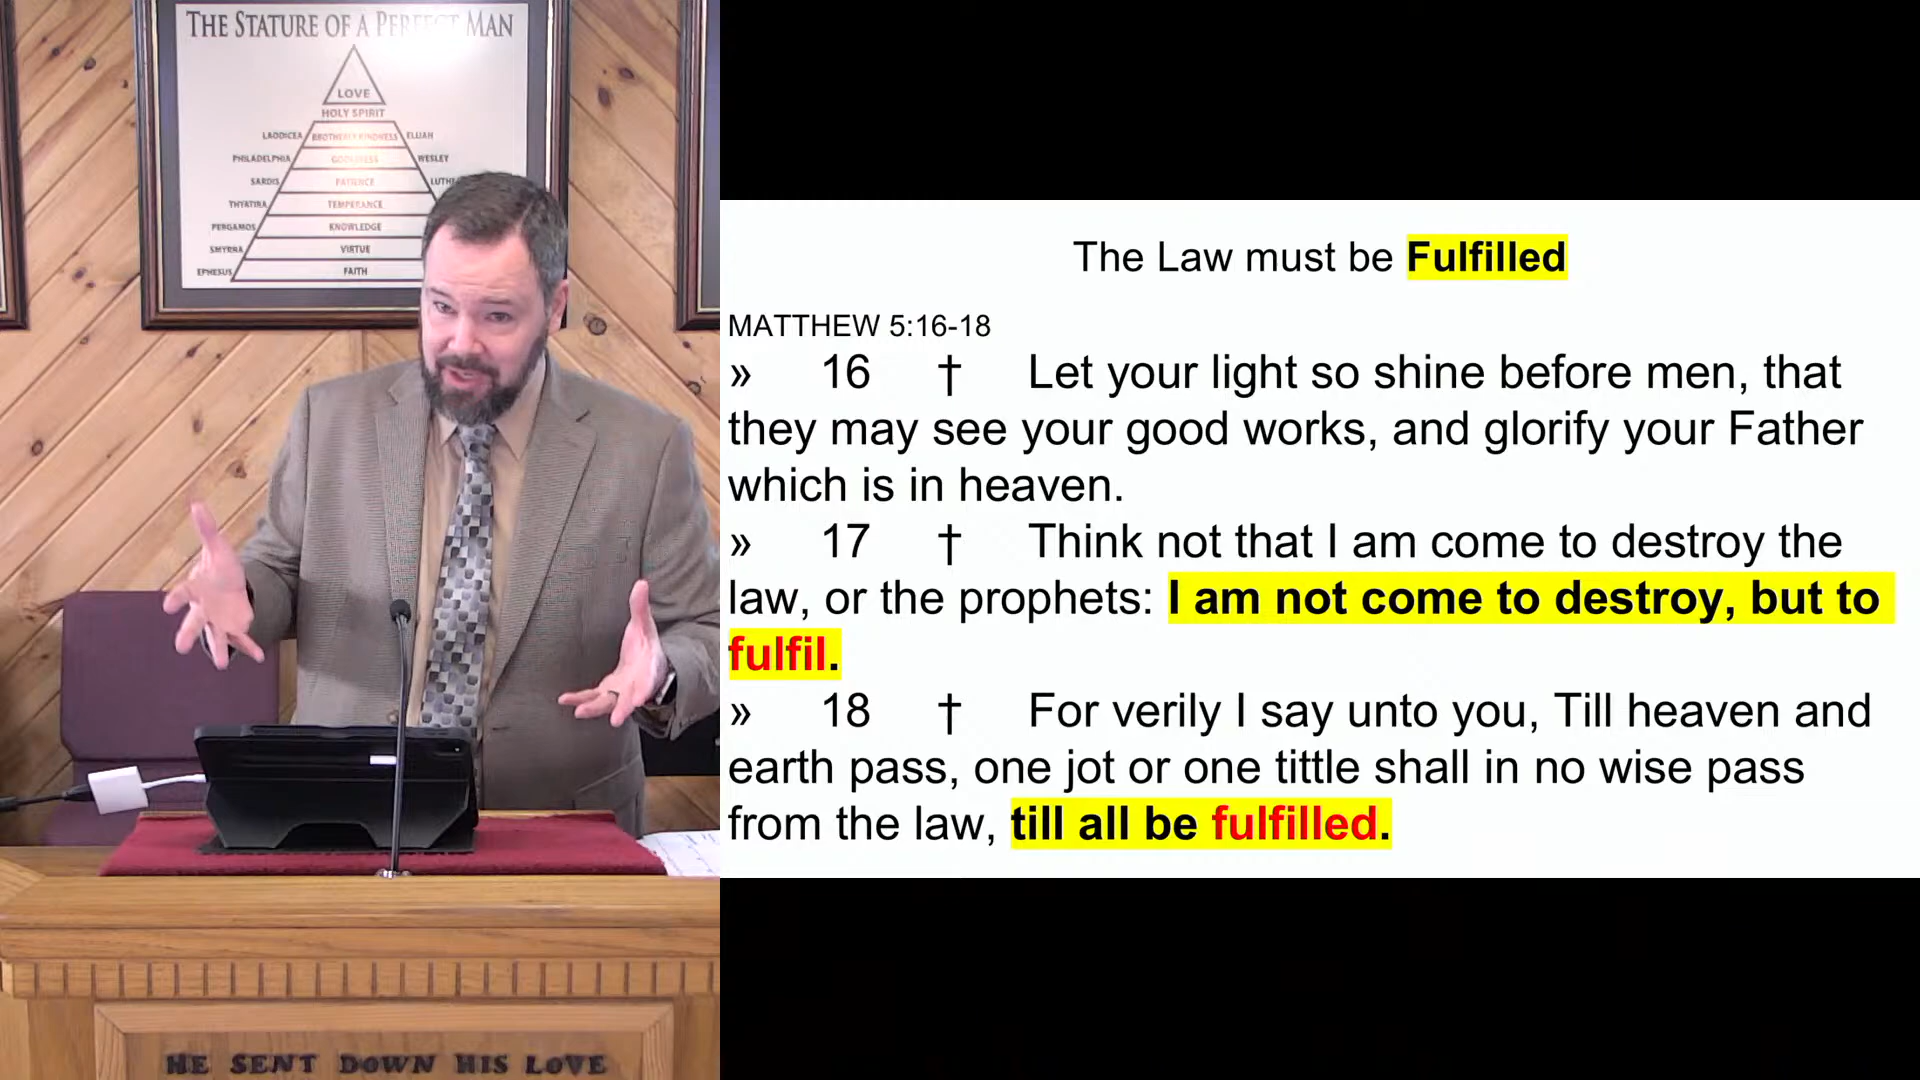 THE STATURE OF A PERFECT MAN
LOVE
HOLY SPIRIT
LAODICEA BROTHERLY KINDNESS ELIJAH
PHILADELPHIA GODLINESS WESLEY
SARDIS PATIENCE LUTHER
THYATIRA TEMPERANCE
PERGAMOS KNOWLEDGE
SMYRNA VIRTUE
EPHESUS FAITH
HE SENT DOWN HIS LOVE
The Law must be Fulfilled
MATTHEW 5:16-18
» 16 † Let your light so shine before men, that
they may see your good works, and glorify your Father
which is in heaven.
» 17 † Think not that I am come to destroy the
law, or the prophets: I am not come to destroy, but to
fulfil.
» 18 † For verily I say unto you, Till heaven and
earth pass, one jot or one tittle shall in no wise pass
from the law, till all be fulfilled.